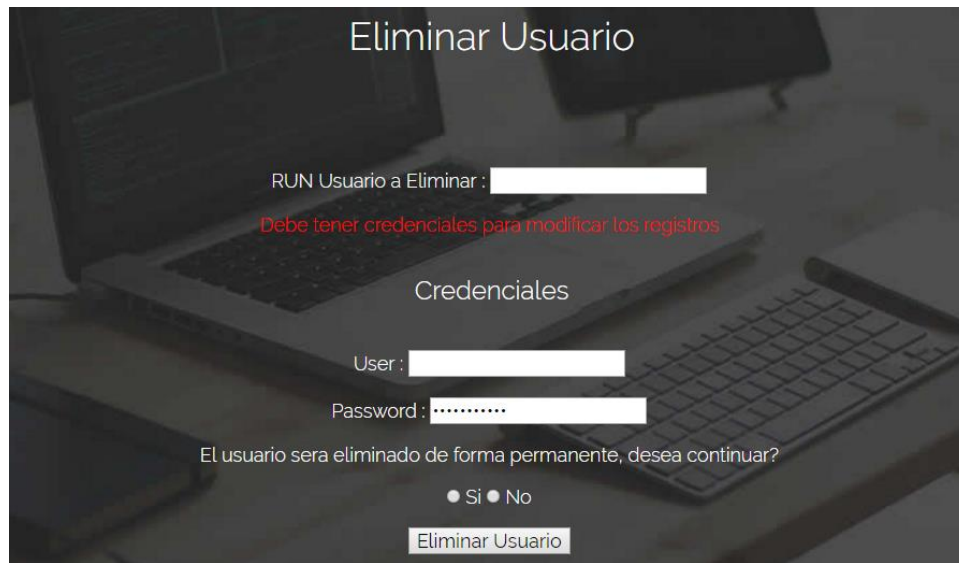 Eliminar Usuario
RUN Usuario a Eliminar :
Debe tener credenciales para modificar los registros
Credenciales
User :
Password : •••••••••••
El usuario sera eliminado de forma permanente, desea continuar?
Si No
Eliminar Usuario